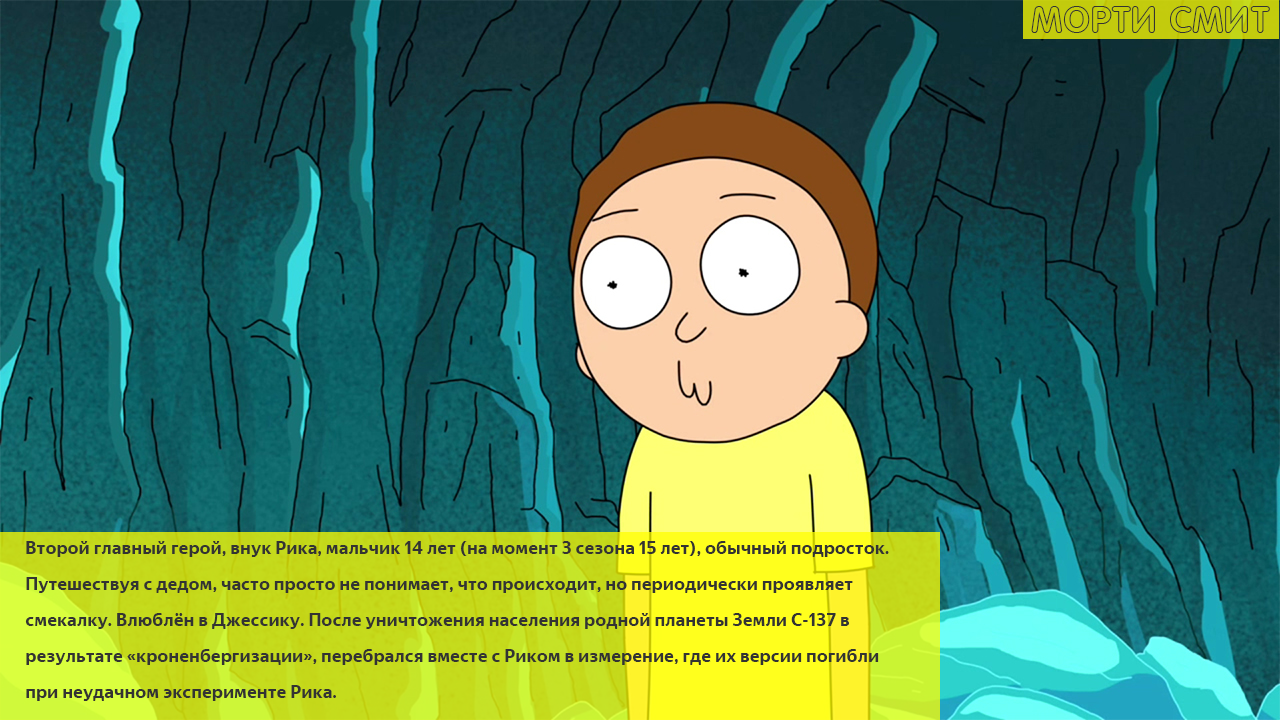 МОРТИ СМИТ
Второй главный герой, внук Рика, мальчик 14 лет (на момент 3 сезона 15 лет), обычный подросток.
Путешествуя с дедом, часто просто не понимает, что происходит, но периодически проявляет
смекалку. Влюблён в Джессику. После уничтожения населения родной планеты Земли С-137 в
результате «кроненбергизации», перебрался вместе с Риком в измерение, где их версии погибли
при неудачном эксперименте Рика.